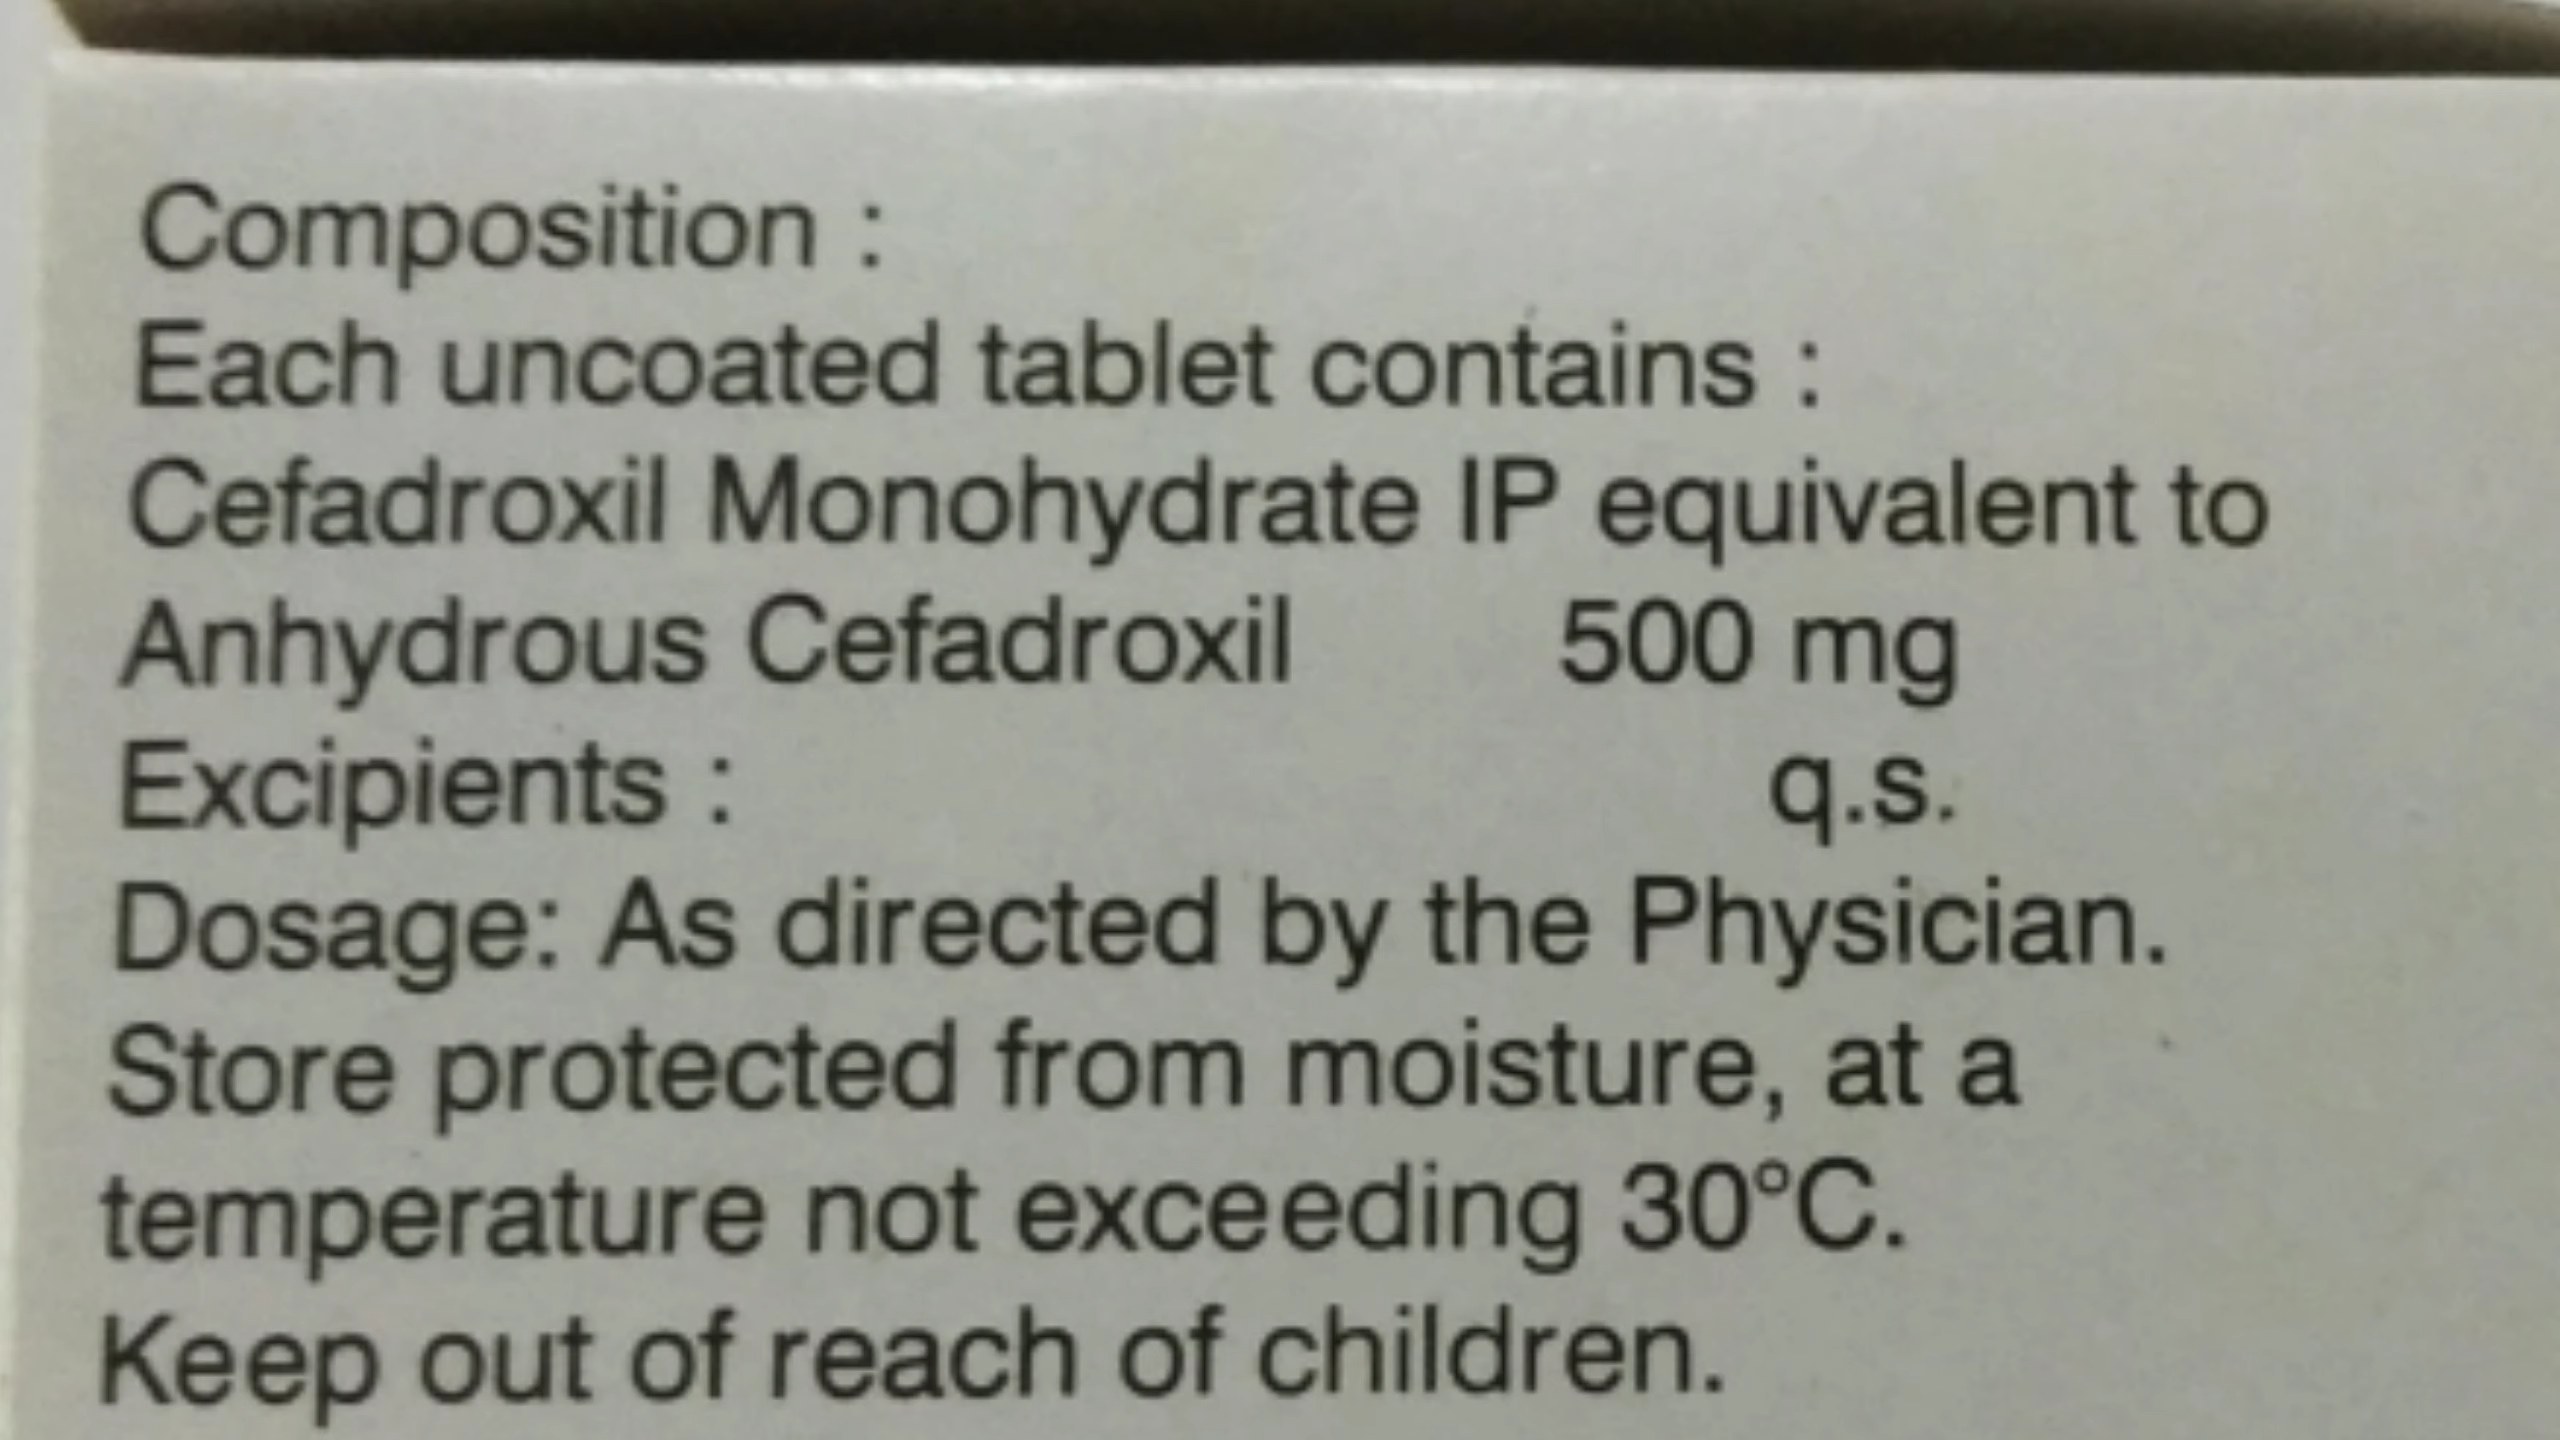 Composition :
Each uncoated tablet contains :
Cefadroxil Monohydrate IP equivalent to
Anhydrous Cefadroxil 500 mg
Excipients : q.s.
Dosage: As directed by the Physician.
Store protected from moisture, at a
temperature not exceeding 30°C.
Keep out of reach of children.